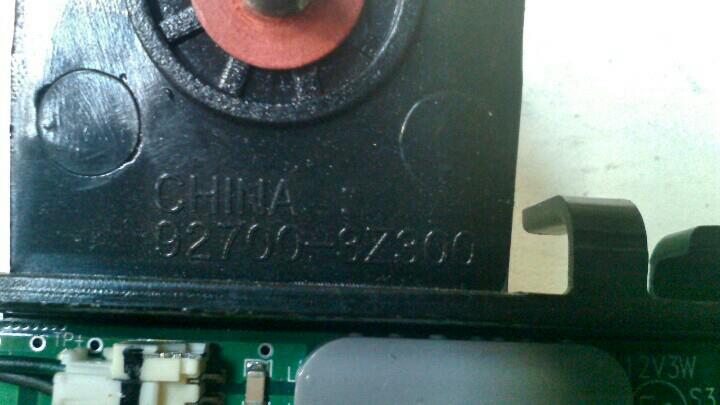 CHINA
92700-3Z300
TP+
L
12V3W
S3